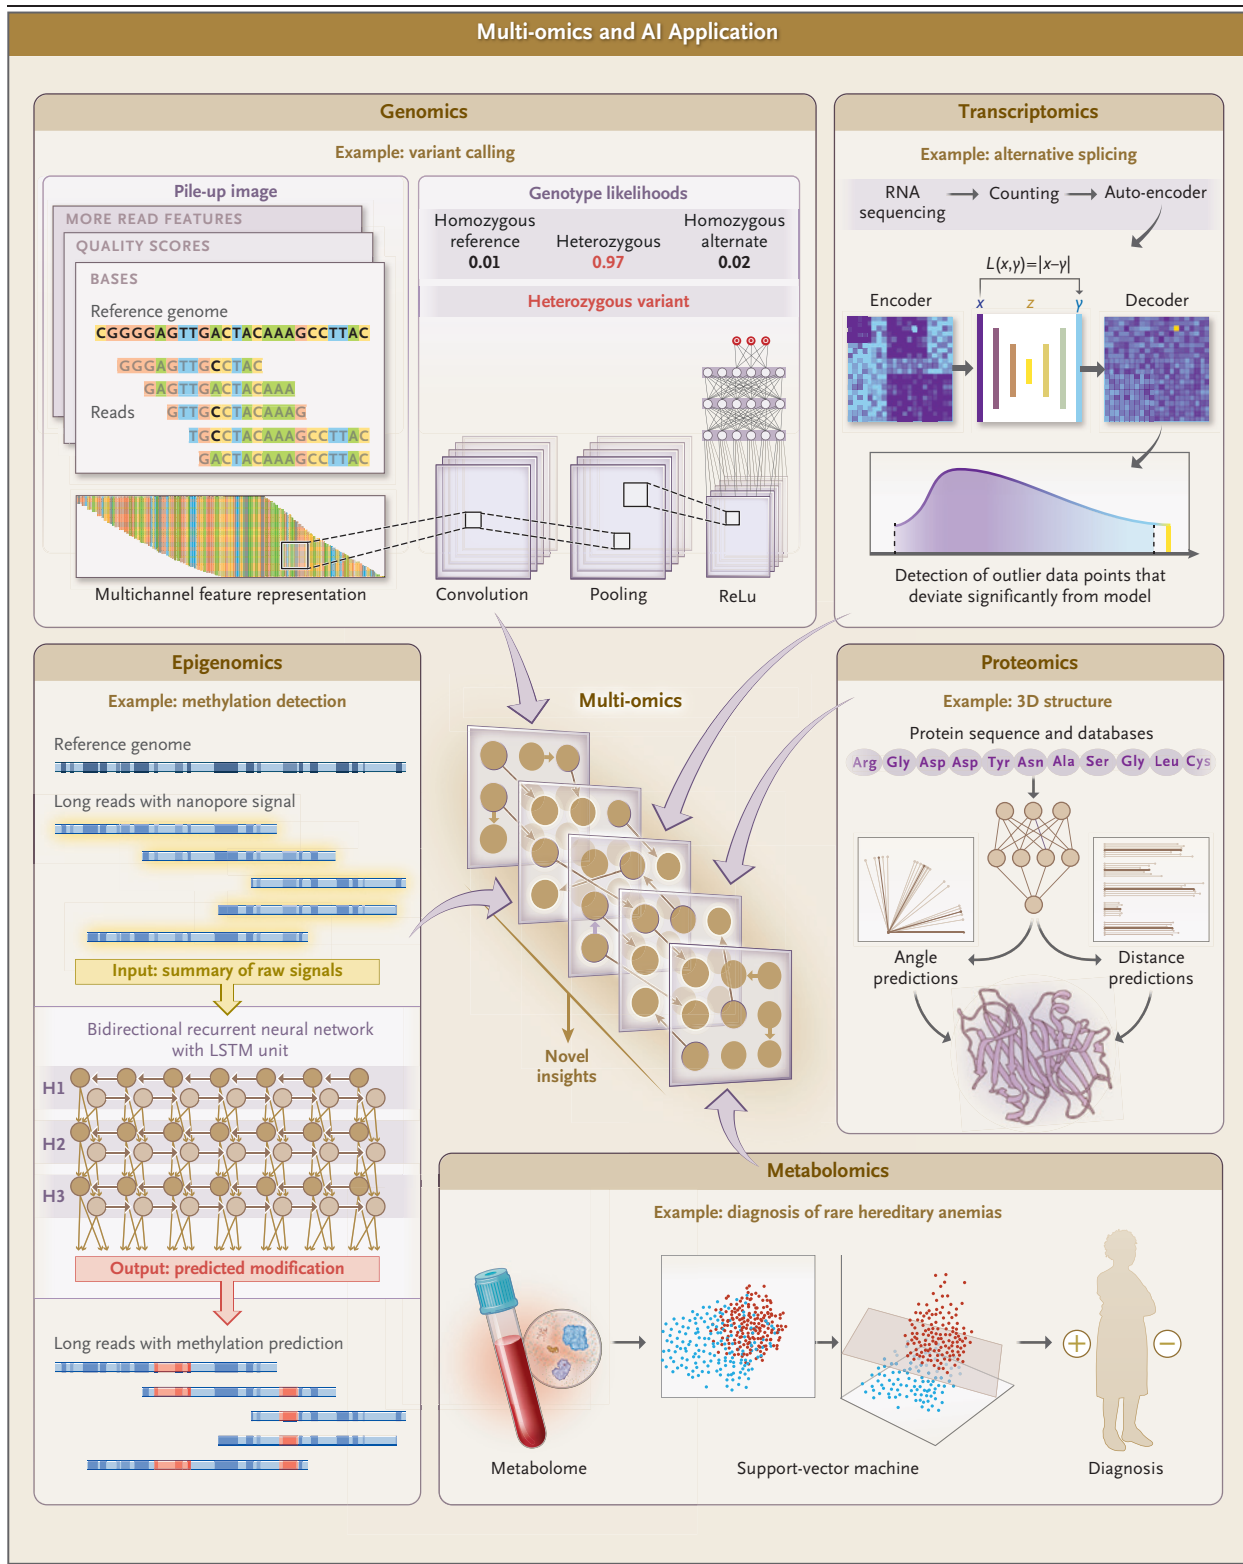 Multi-omics and AI Application
Genomics
Example: variant calling
Pile-up image
MORE READ FEATURES
QUALITY SCORES
BASES
Reference genome
CGGGGAGTTGACTACAAAGCCTTAC
GGGAGTTGCCTAC
GAGTTGACTACAAA
Reads
GTTGCCTACAAAG
TGCCTACAAAGCCTTAC
GACTACAAAGCCTTAC
Multichannel feature representation
Genotype likelihoods
Homozygous reference
0.01
Heterozygous
0.97
Homozygous alternate
0.02
Heterozygous variant
Convolution
Pooling
ReLu
Transcriptomics
Example: alternative splicing
RNA sequencing
Counting
Auto-encoder
L(x,y)=|x–y|
Encoder
x
z
y
Decoder
Detection of outlier data points that
deviate significantly from model
Epigenomics
Example: methylation detection
Reference genome
Long reads with nanopore signal
Input: summary of raw signals
Bidirectional recurrent neural network
with LSTM unit
H1
H2
H3
Output: predicted modification
Long reads with methylation prediction
Multi-omics
Novel
insights
Proteomics
Example: 3D structure
Protein sequence and databases
Arg Gly Asp Asp Tyr Asn Ala Ser Gly Leu Cys
Angle
predictions
Distance
predictions
Metabolomics
Example: diagnosis of rare hereditary anemias
Metabolome
Support-vector machine
+
−
Diagnosis